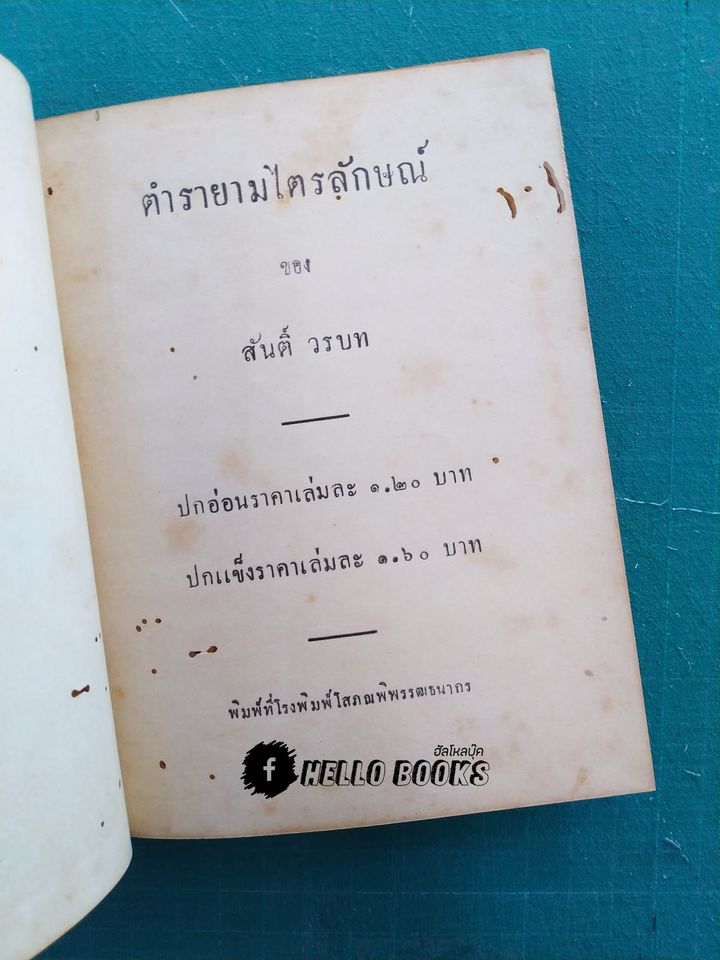 ตำรายามไตรลักษณ์
ของ
สันติ์ วรบท
ปกอ่อนราคาเล่มละ ๑.๒๐ บาท
ปกแข็งราคาเล่มละ ๑.๖๐ บาท
พิมพ์ที่โรงพิมพ์โสภณพิพรรฒธนากร
ฮัลโหลบุ๊ค
f HELLO BOOKS